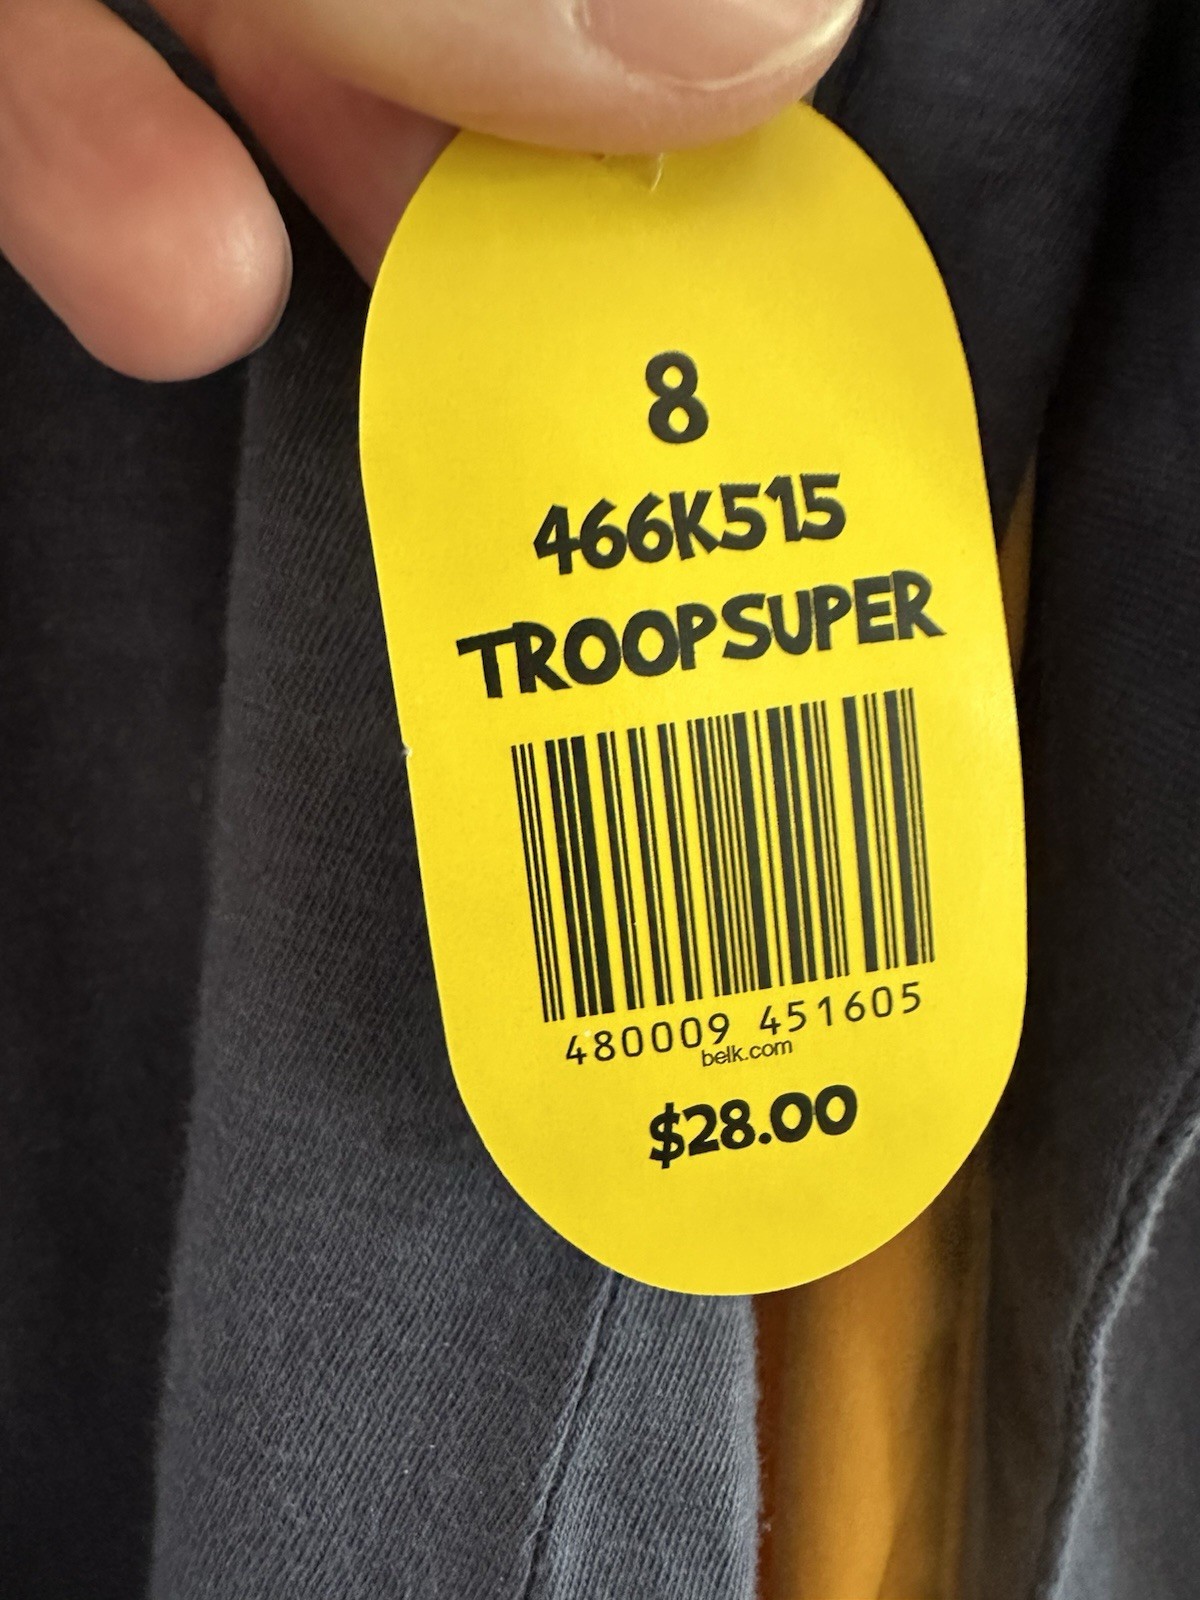 8
466K515
TROOPSUPER
480009 451605
belk.com
$28.00